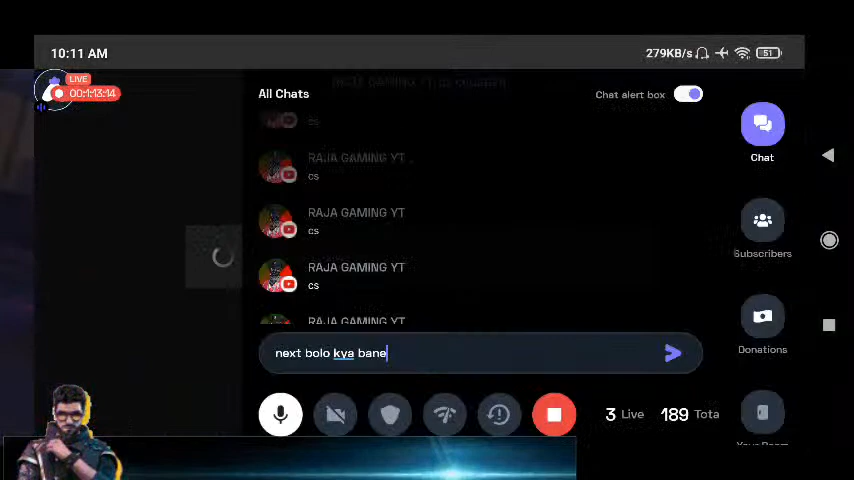 10:11 AM
279KB/s
51
LIVE
00:1:13:14
All Chats
Chat alert box
cs
RAJA GAMING YT
cs
RAJA GAMING YT
cs
RAJA GAMING YT
cs
RAJA GAMING YT
next bolo kya bane
3 Live
189 Tota
Chat
Subscribers
Donations